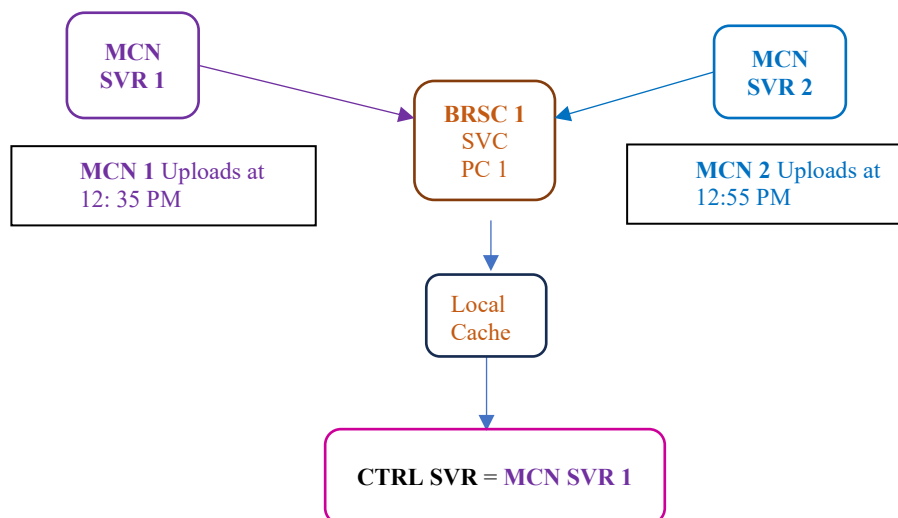 MCN
SVR 1
MCN
SVR 2
BRSC 1
SVC
PC 1
MCN 1 Uploads at
12: 35 PM
MCN 2 Uploads at
12:55 PM
Local
Cache
CTRL SVR = MCN SVR 1